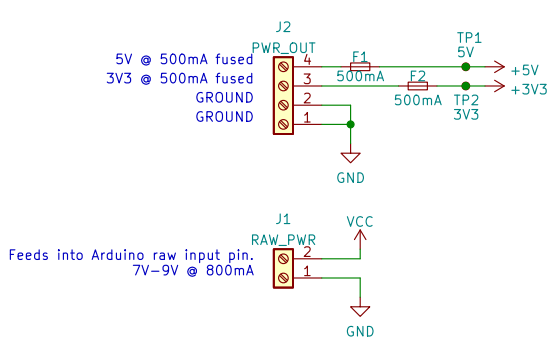 J2
PWR_OUT
5V @ 500mA fused
3V3 @ 500mA fused
GROUND
GROUND
4
3
2
1
F1
500mA
F2
500mA
TP1
5V
+5V
+3V3
TP2
3V3
GND
J1
RAW_PWR
VCC
Feeds into Arduino raw input pin.
7V-9V @ 800mA
2
1
GND